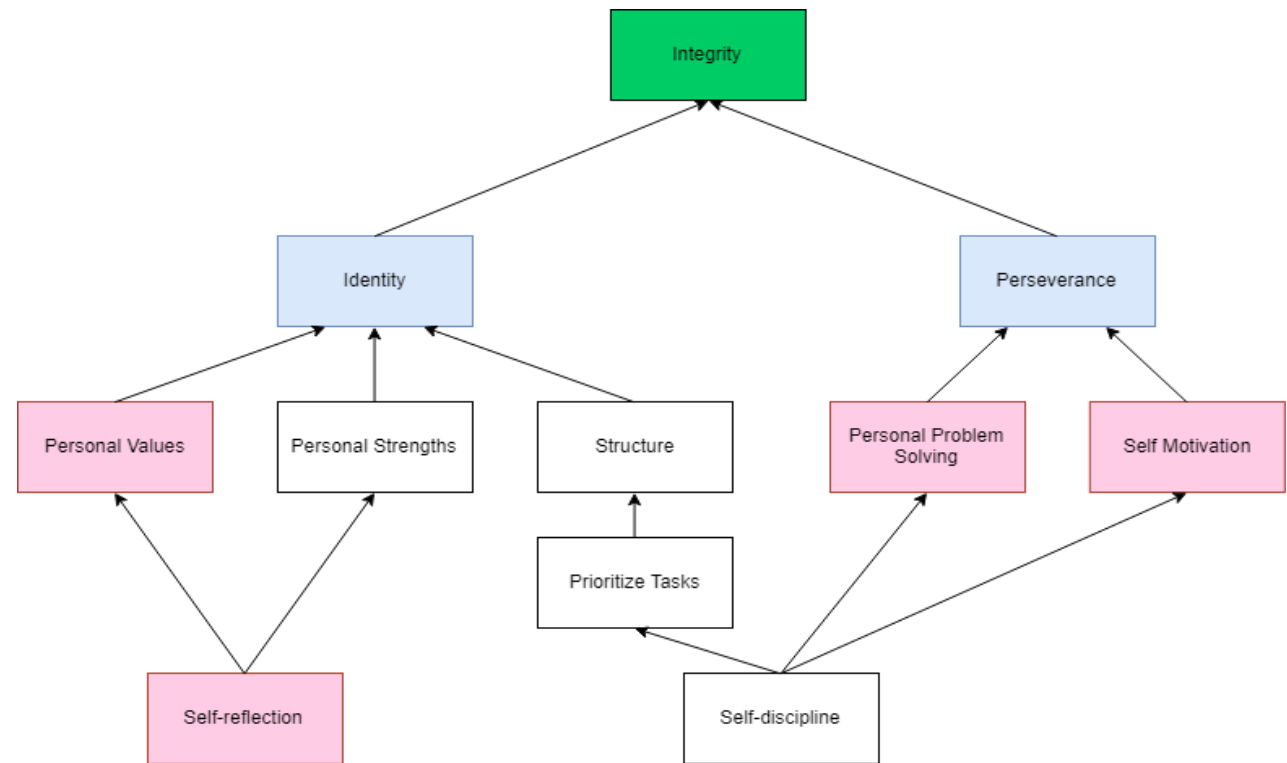 Integrity
Identity
Perseverance
Personal Values
Personal Strengths
Structure
Personal Problem
Solving
Self Motivation
Prioritize Tasks
Self-reflection
Self-discipline